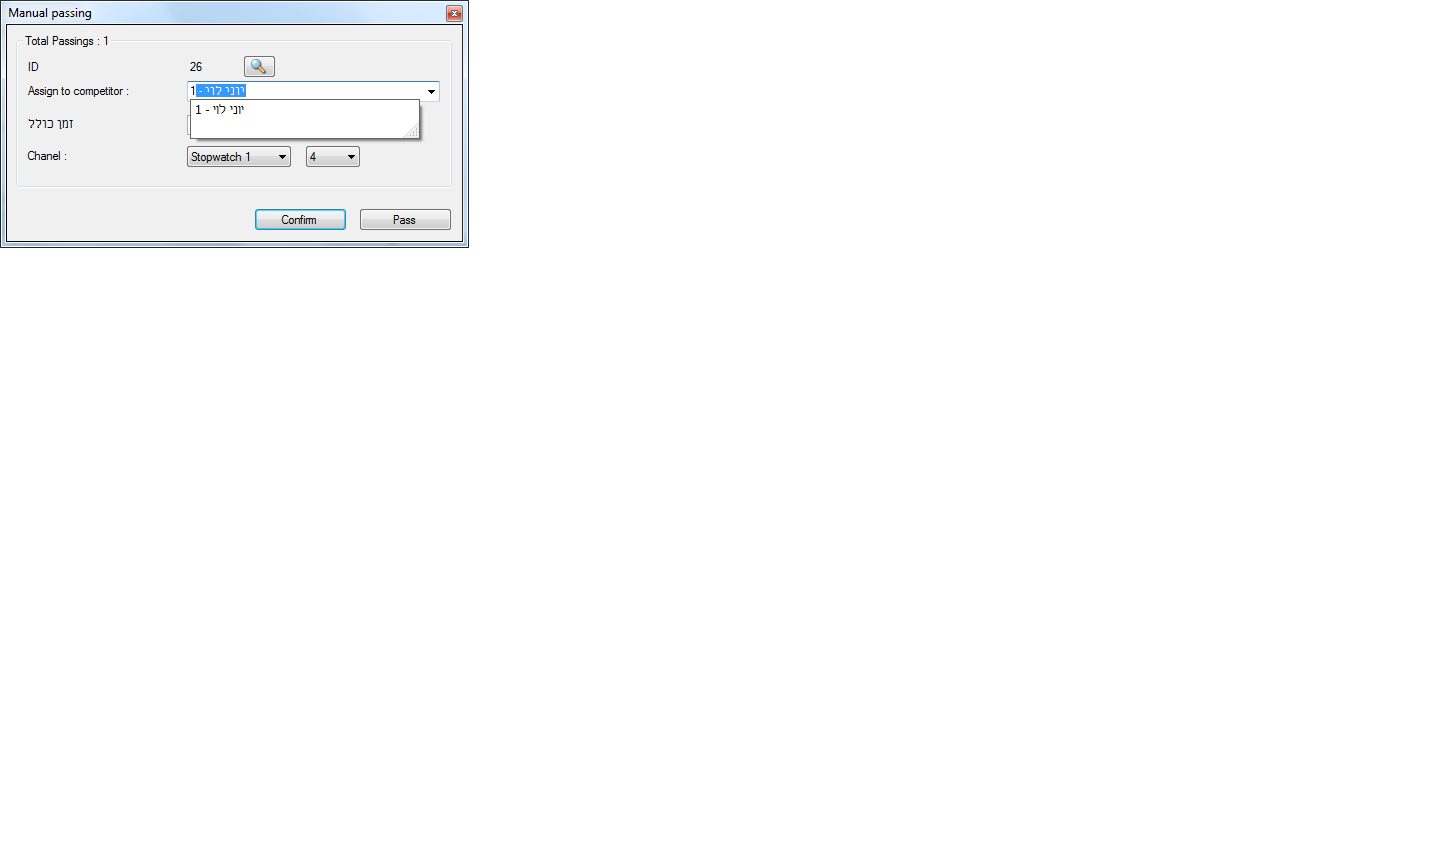 Manual passing
Total Passings : 1
ID 26
Assign to competitor : 1 - יוני לוי
1 - יוני לוי
זמן כולל
Chanel : Stopwatch 1 4
Confirm Pass